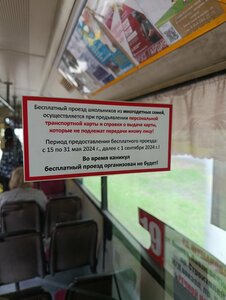 Бесплатный проезд школьников из многодетных семей,
осуществляется при предъявлении персональной
транспортной карты и справки о выдаче карты,
которые не подлежат передачи иному лицу!
Период предоставления бесплатного проезда:
с 15 по 31 мая 2024 г., далее с 1 сентября 2024 г.!
Во время каникул
бесплатный проезд организован не будет!
19